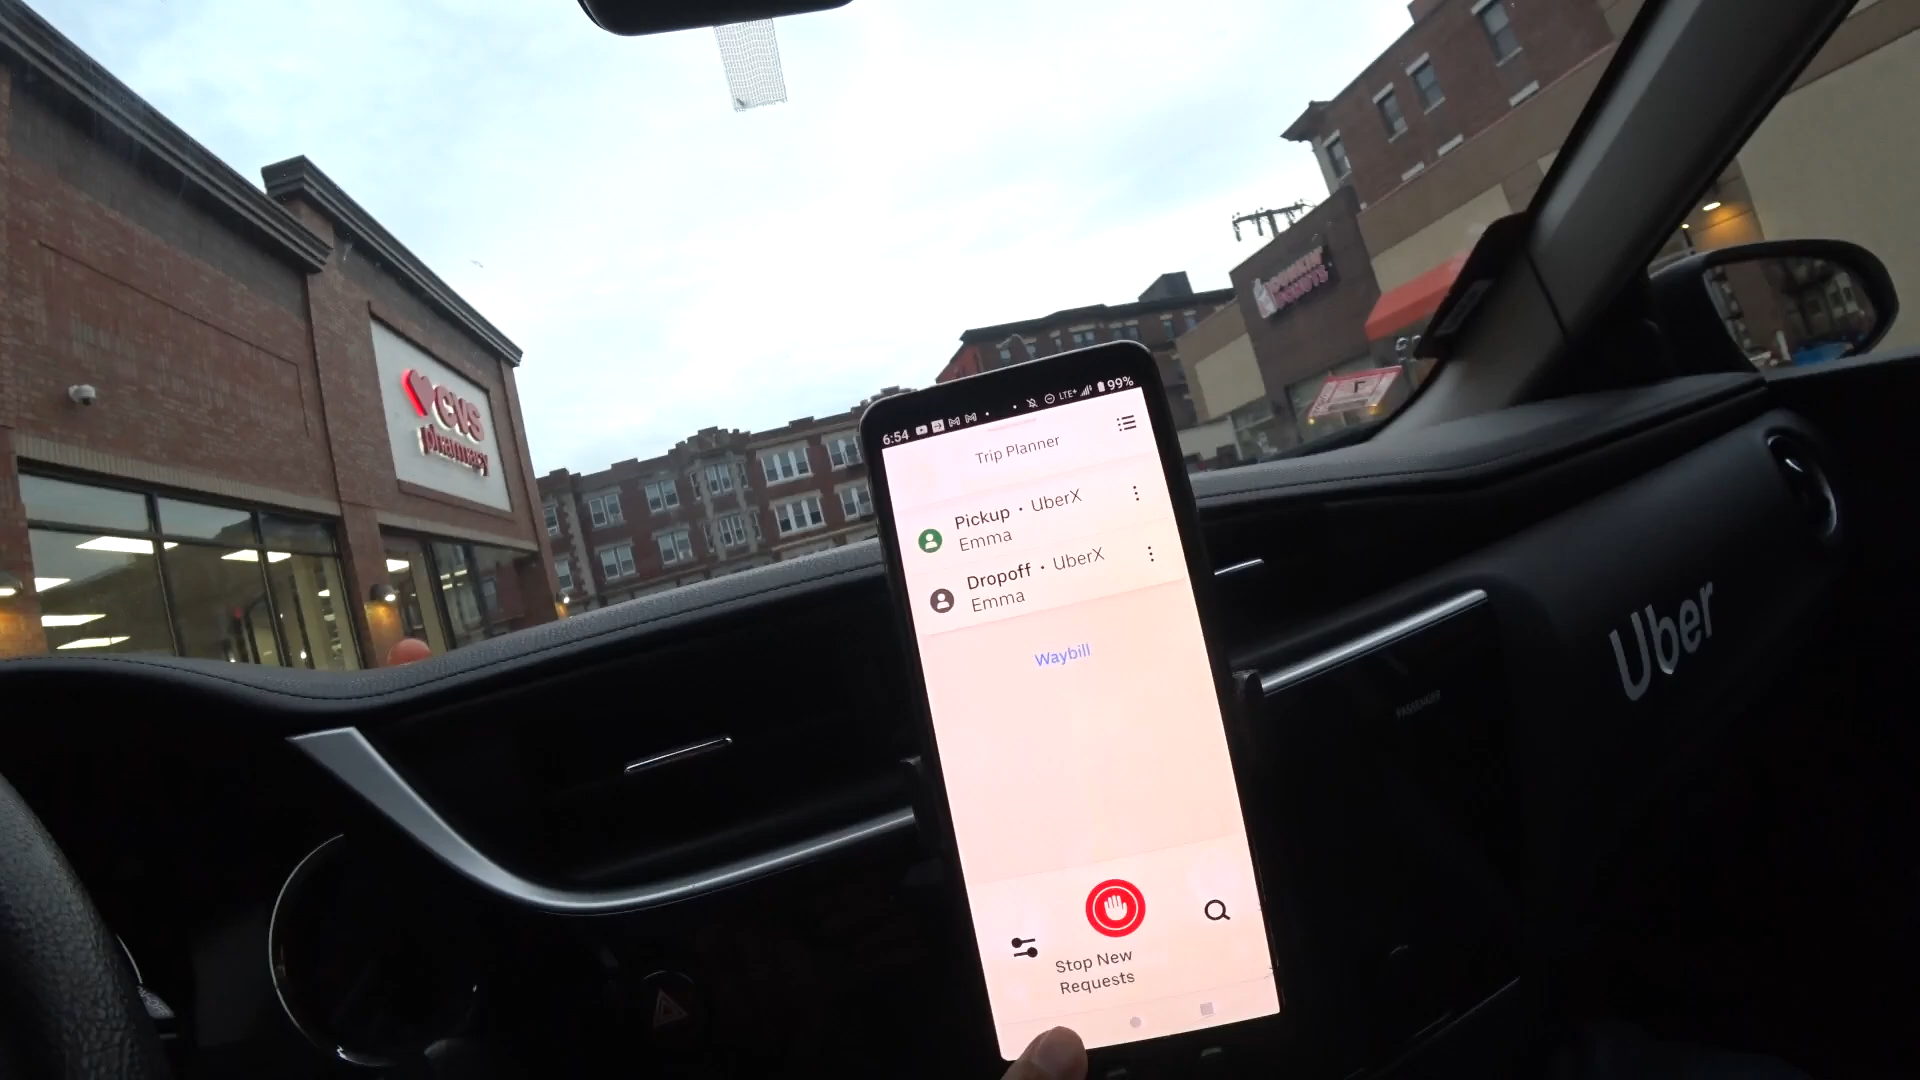 CVS
pharmacy
DUNKIN'
DONUTS
6:54
LTE+
99%
Trip Planner
Pickup · UberX
Emma
Dropoff · UberX
Emma
Waybill
Stop New
Requests
Uber
PASSENGER
F